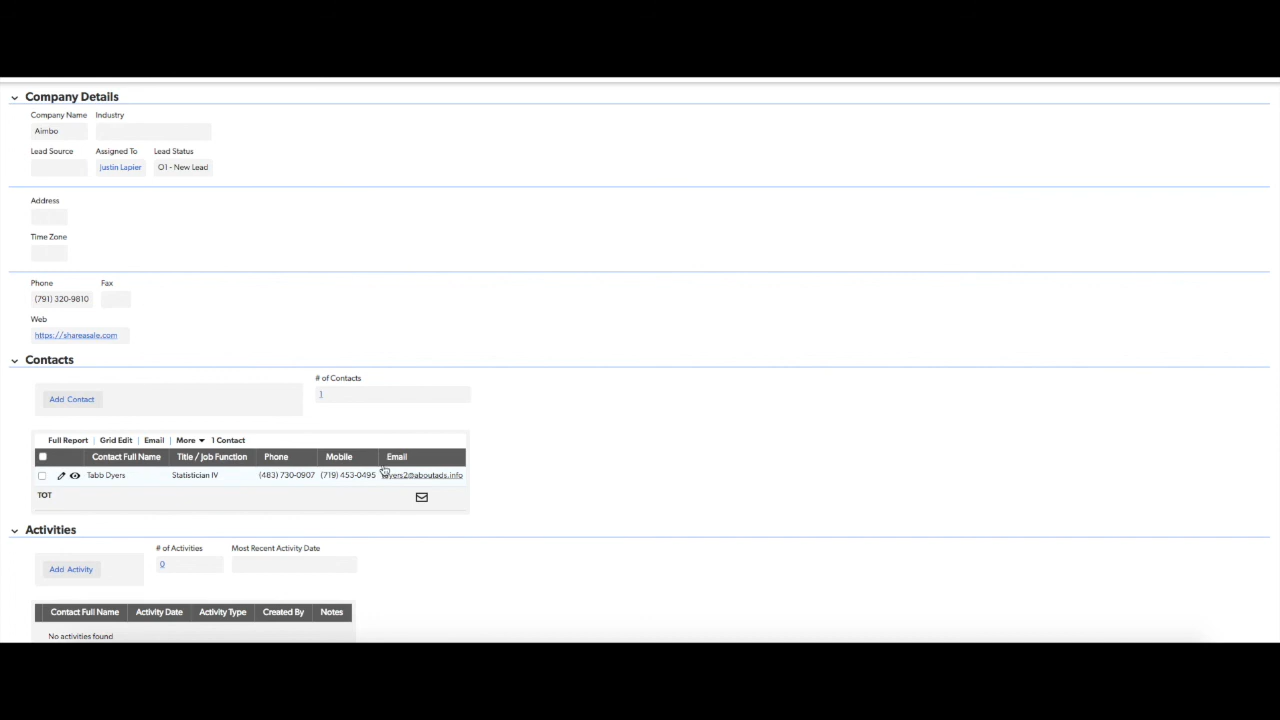 Company Details
Company Name Industry
Aimbo
Lead Source Assigned To Lead Status
Justin Lapier 01 - New Lead
Address
Time Zone
Phone Fax
(791) 320-9810
Web
https://shareasale.com
Contacts
# of Contacts
Add Contact 1
Full Report | Grid Edit | Email | More 1 Contact
Contact Full Name Title / Job Function Phone Mobile Email
Tabb Dyers Statistician IV (483) 730-0907 (719) 453-0495
TOT
Activities
# of Activities Most Recent Activity Date
Add Activity 0
Contact Full Name Activity Date Activity Type Created By Notes
No activities found